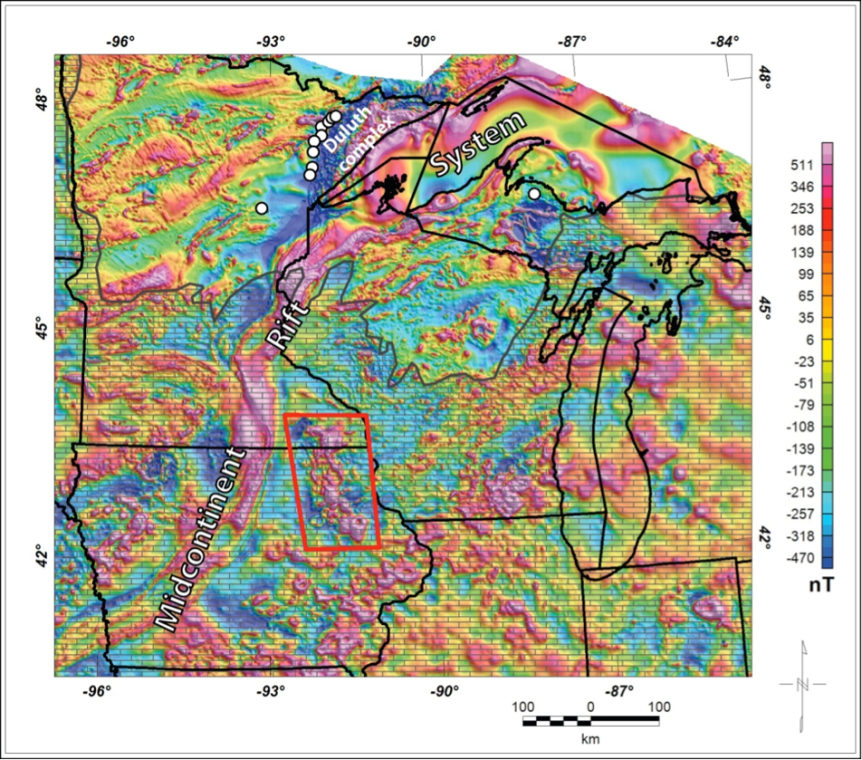 -96° -93° -90° -87° -84°
48° 48°
Duluth
complex
System
45° 45°
Rift
Midcontinent
42° 42°
511
346
253
188
139
99
65
35
6
-23
-51
-79
-108
-139
-173
-213
-257
-318
-470
nT
-96° -93° -90° -87°
N
100 0 100
km